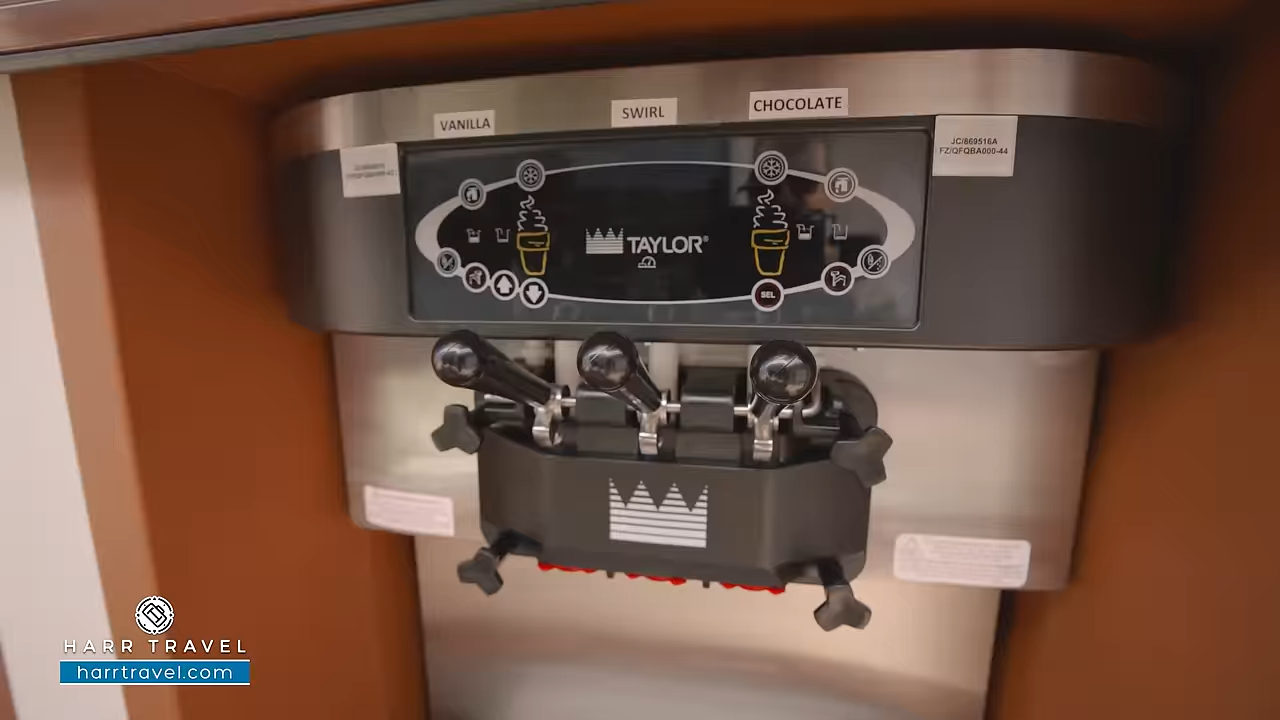 VANILLA
SWIRL
CHOCOLATE
JC/869516A
FZ/QFQBA000-44
TAYLOR®
SEL
HARR TRAVEL
harrtravel.com